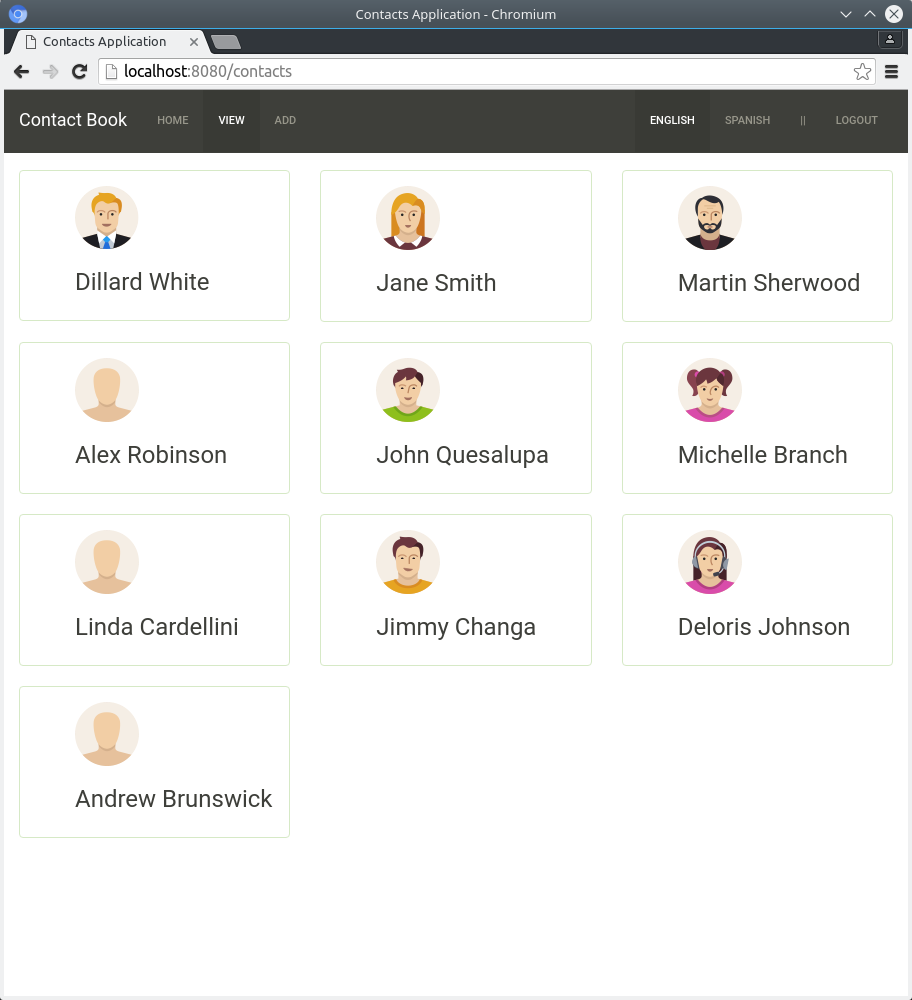 Contacts Application - Chromium
Contacts Application
localhost:8080/contacts
Contact Book HOME VIEW ADD ENGLISH SPANISH || LOGOUT
Dillard White
Jane Smith
Martin Sherwood
Alex Robinson
John Quesalupa
Michelle Branch
Linda Cardellini
Jimmy Changa
Deloris Johnson
Andrew Brunswick